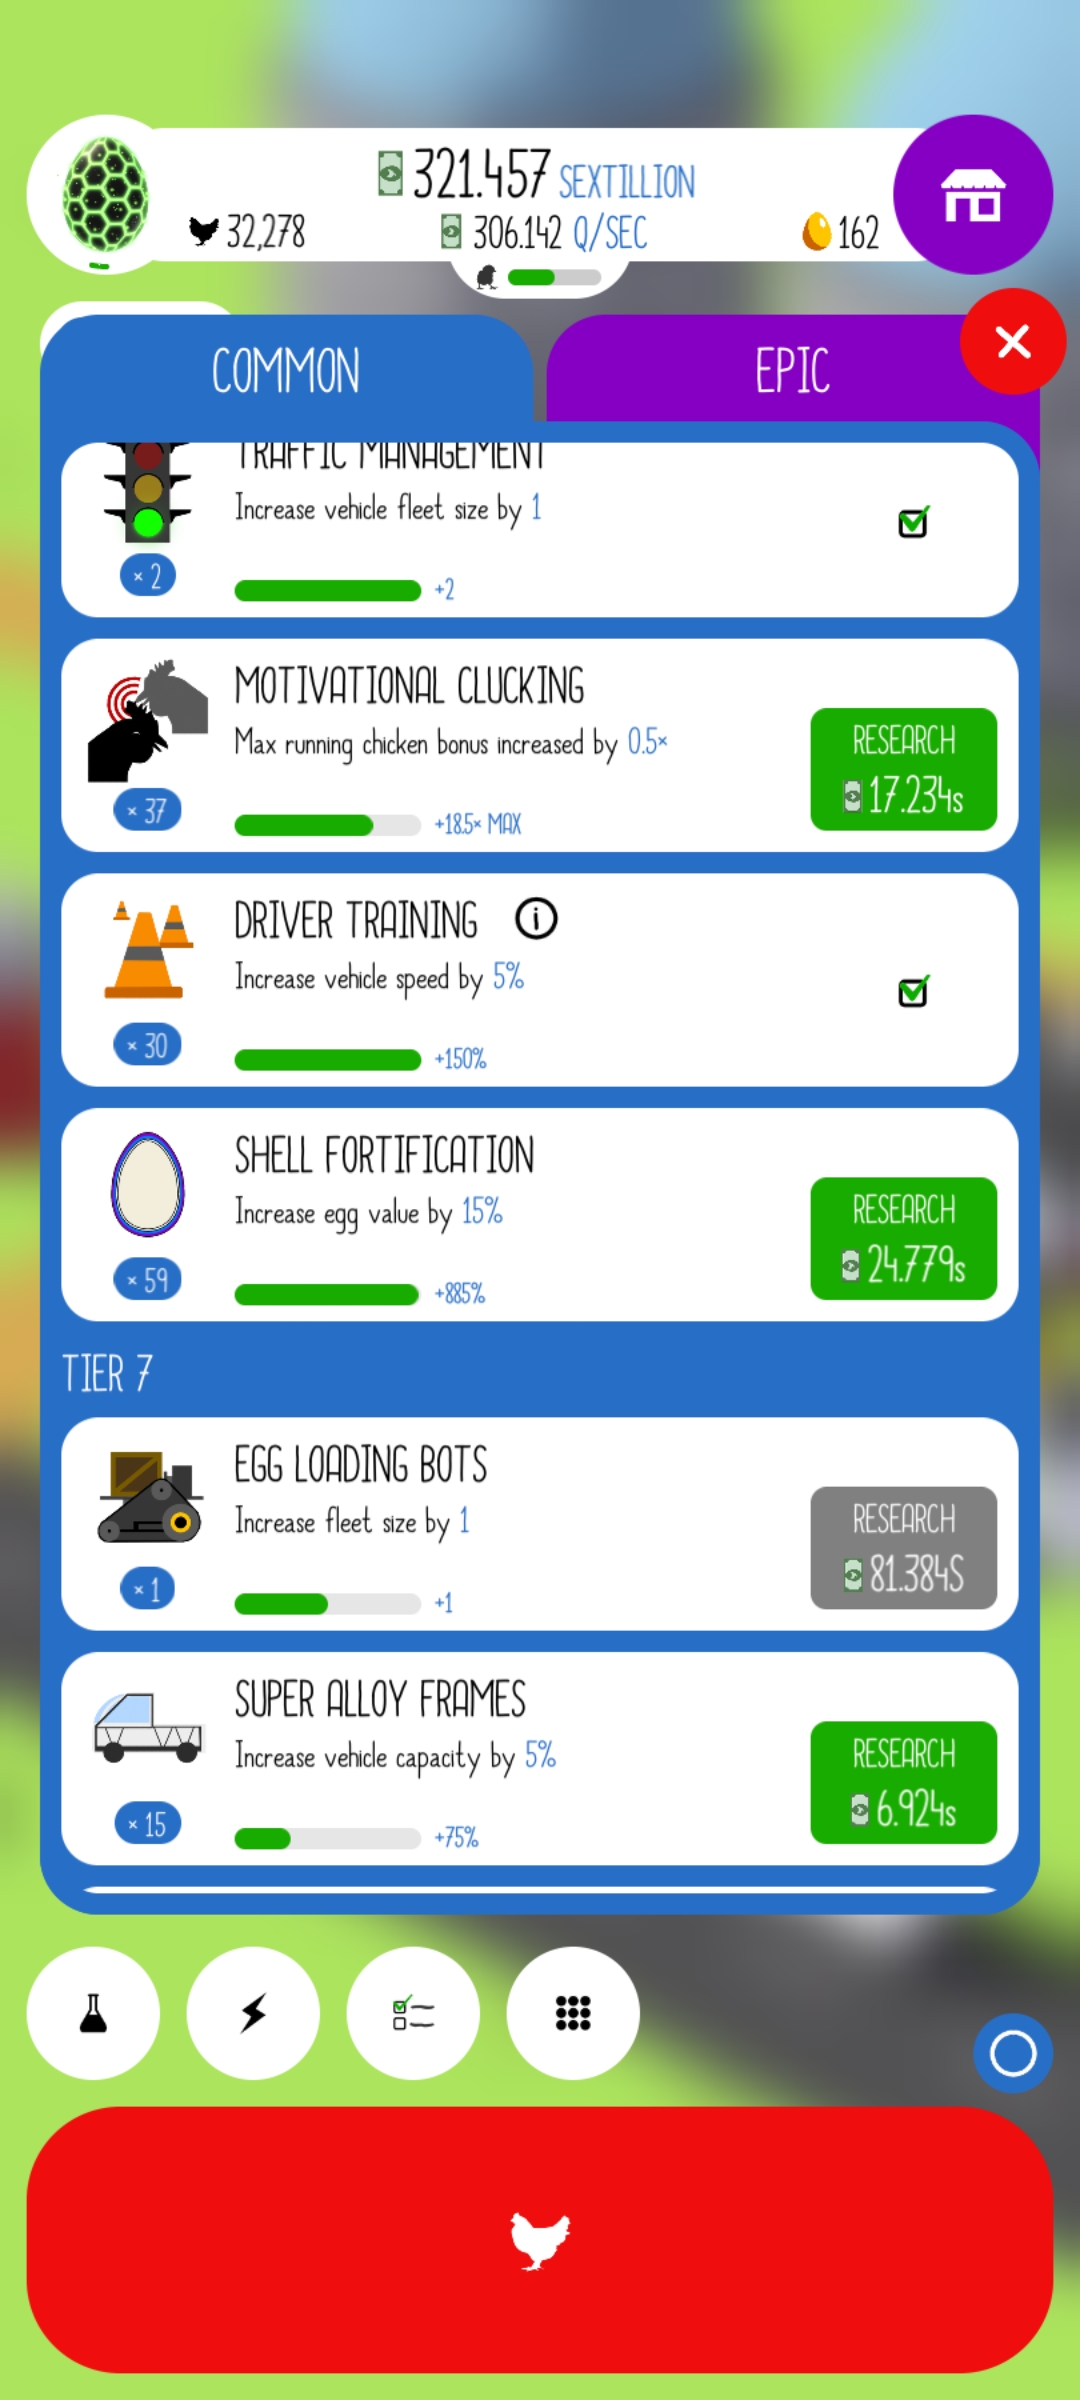 321.457 SEXTILLION
32,278
306.142 Q/SEC
162
COMMON
EPIC
TRAFFIC MANAGEMENT
Increase vehicle fleet size by 1
× 2
+2
MOTIVATIONAL CLUCKING
Max running chicken bonus increased by 0.5×
RESEARCH
17.234s
× 37
+18.5× MAX
DRIVER TRAINING i
Increase vehicle speed by 5%
× 30
+150%
SHELL FORTIFICATION
Increase egg value by 15%
RESEARCH
24.779s
× 59
+885%
TIER 7
EGG LOADING BOTS
Increase fleet size by 1
RESEARCH
81.384S
× 1
+1
SUPER ALLOY FRAMES
Increase vehicle capacity by 5%
RESEARCH
6.924s
× 15
+75%